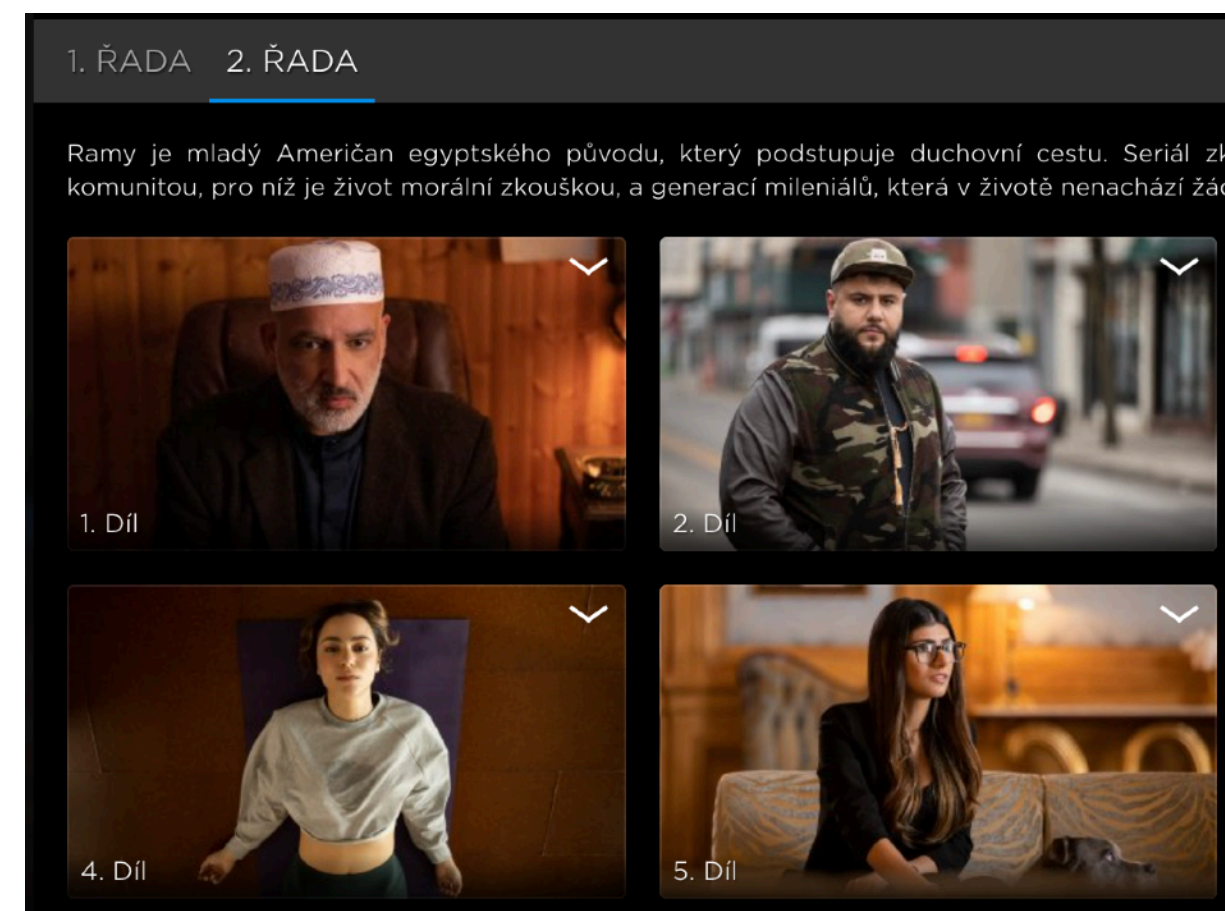 1. ŘADA 2. ŘADA
Ramy je mladý Američan egyptského původu, který podstupuje duchovní cestu. Seriál
komunitou, pro níž je život morální zkouškou, a generací mileniálů, která v životě nenachází
1. Díl
2. Díl
4. Díl
5. Díl